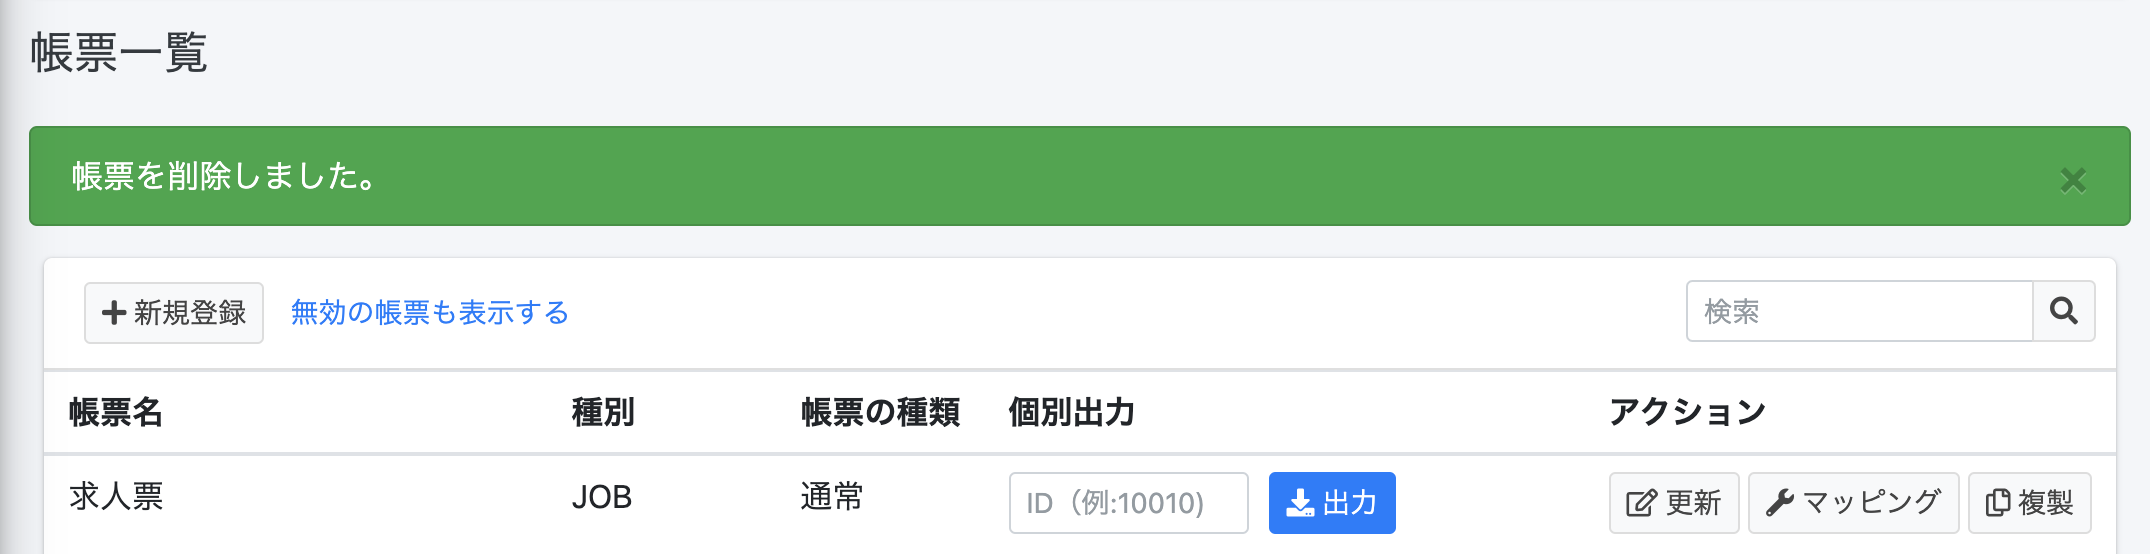 帳票一覧
帳票を削除しました。
新規登録 無効の帳票も表示する 検索
帳票名 種別 帳票の種類 個別出力 アクション
求人票 JOB 通常 ID（例:10010) 出力 更新 マッピング 複製